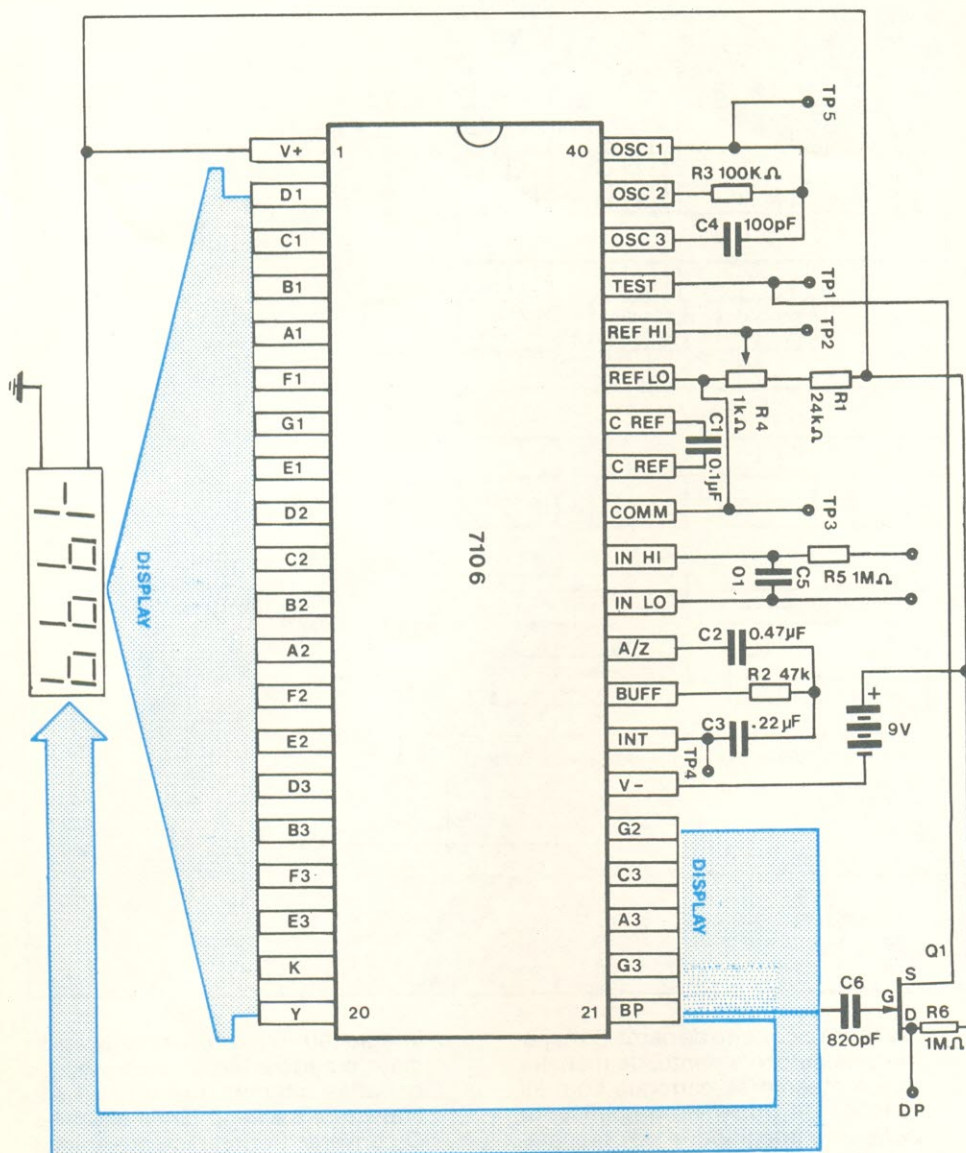 TP5
V+ 1 40 OSC 1
D1 OSC 2 R3 100KΩ
C1 OSC 3 C4 100pF
B1 TEST TP1
A1 REF HI TP2
F1 REF LO R4 1kΩ R1 24kΩ
G1 C REF C1 0.1µF
E1 C REF
D2 COMM TP3
C2 IN HI R5 1MΩ
C5 01
B2 IN LO
7106
DISPLAY
A2 A/Z C2 0.47µF
F2 BUFF R2 47k
E2 INT C3 .22µF
TP4
+
9V
D3 V-
B3 G2
F3 C3
DISPLAY
E3 A3
K G3
Y 20 21 BP
C6 820pF
Q1
S
G
D
R6 1MΩ
DP